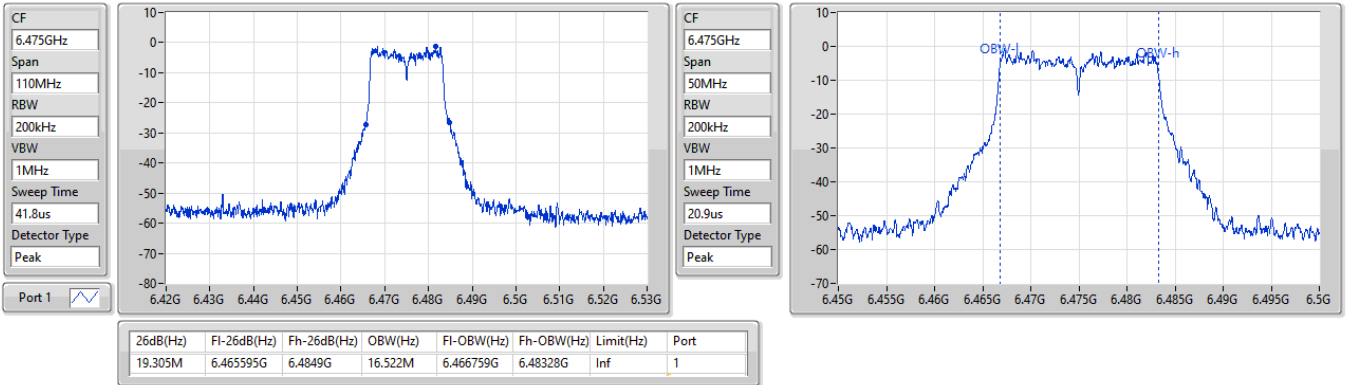 CF
6.475GHz
Span
110MHz
RBW
200kHz
VBW
1MHz
Sweep Time
41.8us
Detector Type
Peak
Port 1
10
0
-10
-20
-30
-40
-50
-60
-70
-80
6.42G 6.43G 6.44G 6.45G 6.46G 6.47G 6.48G 6.49G 6.5G 6.51G 6.52G 6.53G
CF
6.475GHz
Span
50MHz
RBW
200kHz
VBW
1MHz
Sweep Time
20.9us
Detector Type
Peak
10
0
-10
-20
-30
-40
-50
-60
-70
OBW-l OBW-h
6.45G 6.455G 6.46G 6.465G 6.47G 6.475G 6.48G 6.485G 6.49G 6.495G 6.5G
26dB(Hz) Fl-26dB(Hz) Fh-26dB(Hz) OBW(Hz) Fl-OBW(Hz) Fh-OBW(Hz) Limit(Hz) Port
19.305M 6.465595G 6.4849G 16.522M 6.466759G 6.48328G Inf 1